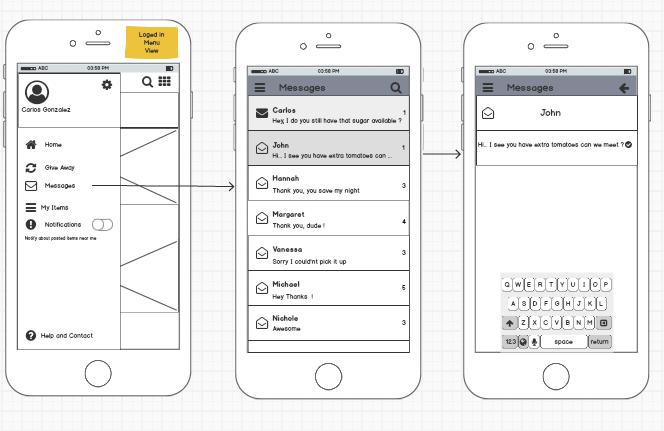 Loged in
Menu
View
ABC 03:58 PM
Carlos Gonzalez
Home
Give Away
Messages
My Items
Notifications
Notify about posted items near me
Help and Contact
ABC 03:58 PM
Messages
Carlos
Hey, I do you still have that sugar available ? 1
John
Hi.. I see you have extra tomatoes can ... 1
Hannah
Thank you, you save my night 3
Margaret
Thank you, dude ! 4
Vanessa
Sorry I could'nt pick it up 3
Michael
Hey Thanks ! 5
Nichole
Awesome 3
ABC 03:58 PM
Messages
John
Hi.. I see you have extra tomatoes can we meet ?
Q W E R T Y U I O P
A S D F G H J K L
Z X C V B N M
123 space return